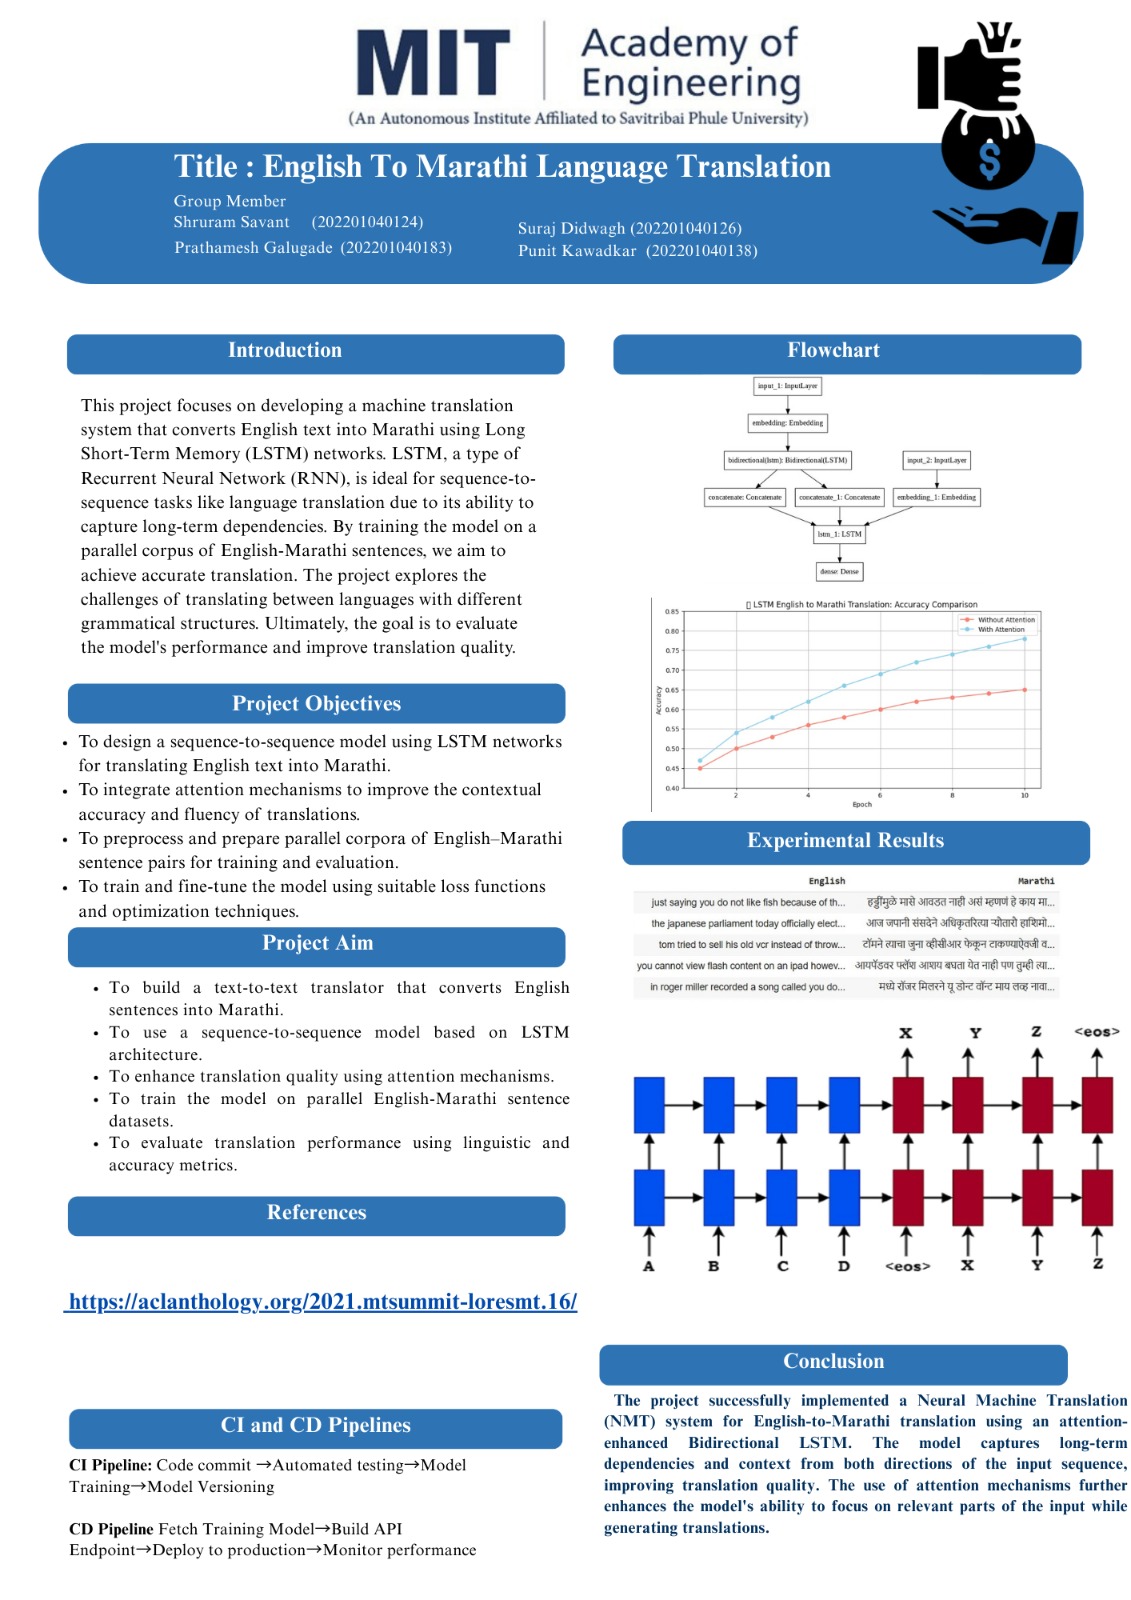 MIT
Academy of
Engineering
(An Autonomous Institute Affiliated to Savitribai Phule University)
$
Title : English To Marathi Language Translation
Group Member
Shruram Savant (202201040124)
Prathamesh Galugade (202201040183)
Suraj Didwagh (202201040126)
Punit Kawadkar (202201040138)
Introduction
This project focuses on developing a machine translation
system that converts English text into Marathi using Long
Short-Term Memory (LSTM) networks. LSTM, a type of
Recurrent Neural Network (RNN), is ideal for sequence-to-
sequence tasks like language translation due to its ability to
capture long-term dependencies. By training the model on a
parallel corpus of English-Marathi sentences, we aim to
achieve accurate translation. The project explores the
challenges of translating between languages with different
grammatical structures. Ultimately, the goal is to evaluate
the model's performance and improve translation quality.
Project Objectives
• To design a sequence-to-sequence model using LSTM networks
for translating English text into Marathi.
• To integrate attention mechanisms to improve the contextual
accuracy and fluency of translations.
• To preprocess and prepare parallel corpora of English–Marathi
sentence pairs for training and evaluation.
• To train and fine-tune the model using suitable loss functions
and optimization techniques.
Project Aim
• To build a text-to-text translator that converts English
sentences into Marathi.
• To use a sequence-to-sequence model based on LSTM
architecture.
• To enhance translation quality using attention mechanisms.
• To train the model on parallel English-Marathi sentence
datasets.
• To evaluate translation performance using linguistic and
accuracy metrics.
References
https://aclanthology.org/2021.mtsummit-loresmt.16/
CI and CD Pipelines
CI Pipeline: Code commit →Automated testing→Model
Training→Model Versioning
CD Pipeline Fetch Training Model→Build API
Endpoint→Deploy to production→Monitor performance
Flowchart
input_1: InputLayer
embedding: Embedding
bidirectional(lstm): Bidirectional(LSTM)
input_2: InputLayer
concatenate: Concatenate
concatenate_1: Concatenate
embedding_1: Embedding
lstm_1: LSTM
dense: Dense
LSTM English to Marathi Translation: Accuracy Comparison
Without Attention
With Attention
Accuracy
0.85
0.80
0.75
0.70
0.65
0.60
0.55
0.50
0.45
0.40
2 4 6 8 10
Epoch
Experimental Results
English Marathi
just saying you do not like fish because of th... हड्डींमुळे मासे आवडत नाही असं म्हणणं हे काय मा...
the japanese parliament today officially elect... आज जपानी संसदेने अधिकृतरित्या र्‍यौतारौ हाशिमो...
tom tried to sell his old vcr instead of throw... टॉमने त्याचा जुना व्हीसीआर फेकून टाकण्याऐवजी व...
you cannot view flash content on an ipad howev... आयपॅडवर फ्लॅश आशय बघता येत नाही पण तुम्ही त्या...
in roger miller recorded a song called you do... मध्ये रॉजर मिलरने यू डोन्ट वॉन्ट माय लव्ह नावा...
X Y Z <eos>
A B C D <eos> X Y Z
Conclusion
The project successfully implemented a Neural Machine Translation
(NMT) system for English-to-Marathi translation using an attention-
enhanced Bidirectional LSTM. The model captures long-term
dependencies and context from both directions of the input sequence,
improving translation quality. The use of attention mechanisms further
enhances the model's ability to focus on relevant parts of the input while
generating translations.